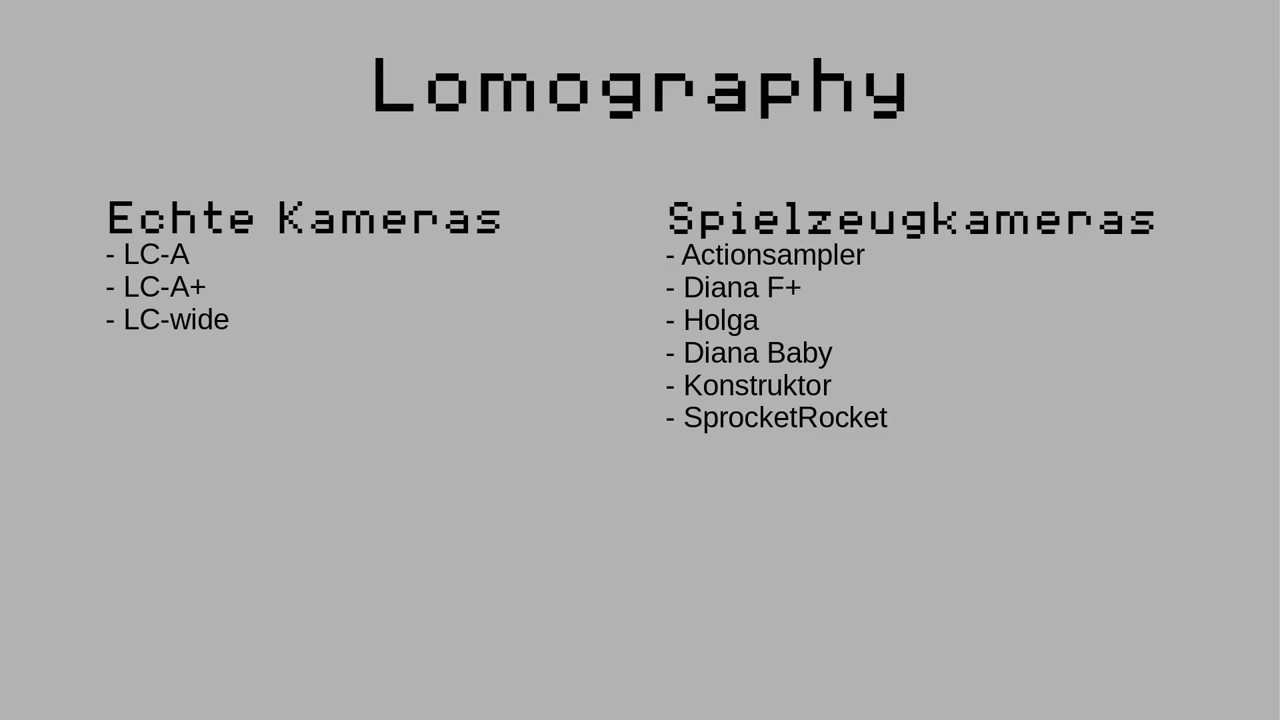 Lomography
Echte Kameras
- LC-A
- LC-A+
- LC-wide
Spielzeugkameras
- Actionsampler
- Diana F+
- Holga
- Diana Baby
- Konstruktor
- SprocketRocket